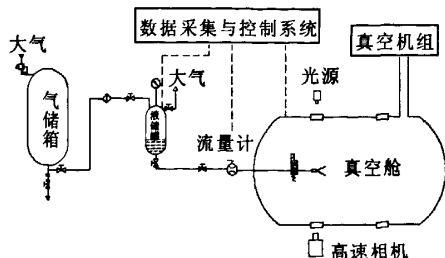 数据采集与控制系统
真空机组
大气
大气
光源
气储箱
液储罐
流量计
真空舱
高速相机